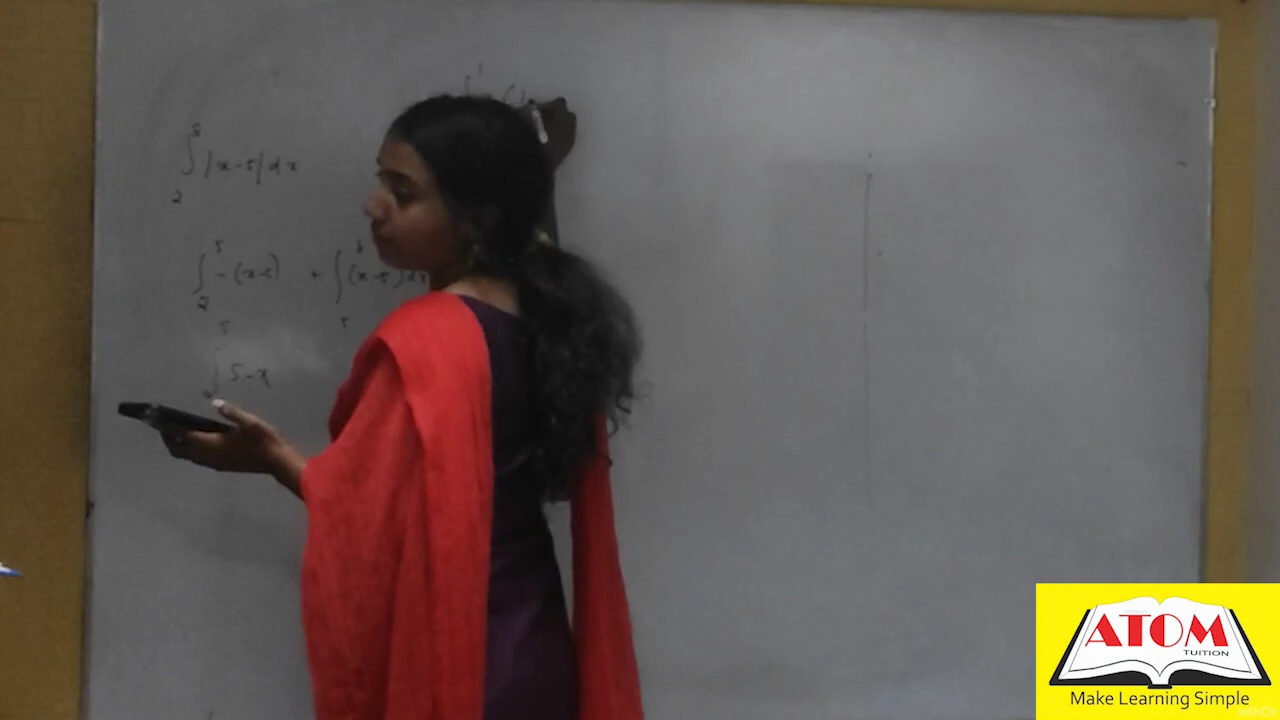 ∫₂⁸ |x-5| dx
∫₂⁵ -(x-5) + ∫₅⁸ (x-5) dx
∫₂⁵ 5-x
ATOM
TUITION
Make Learning Simple